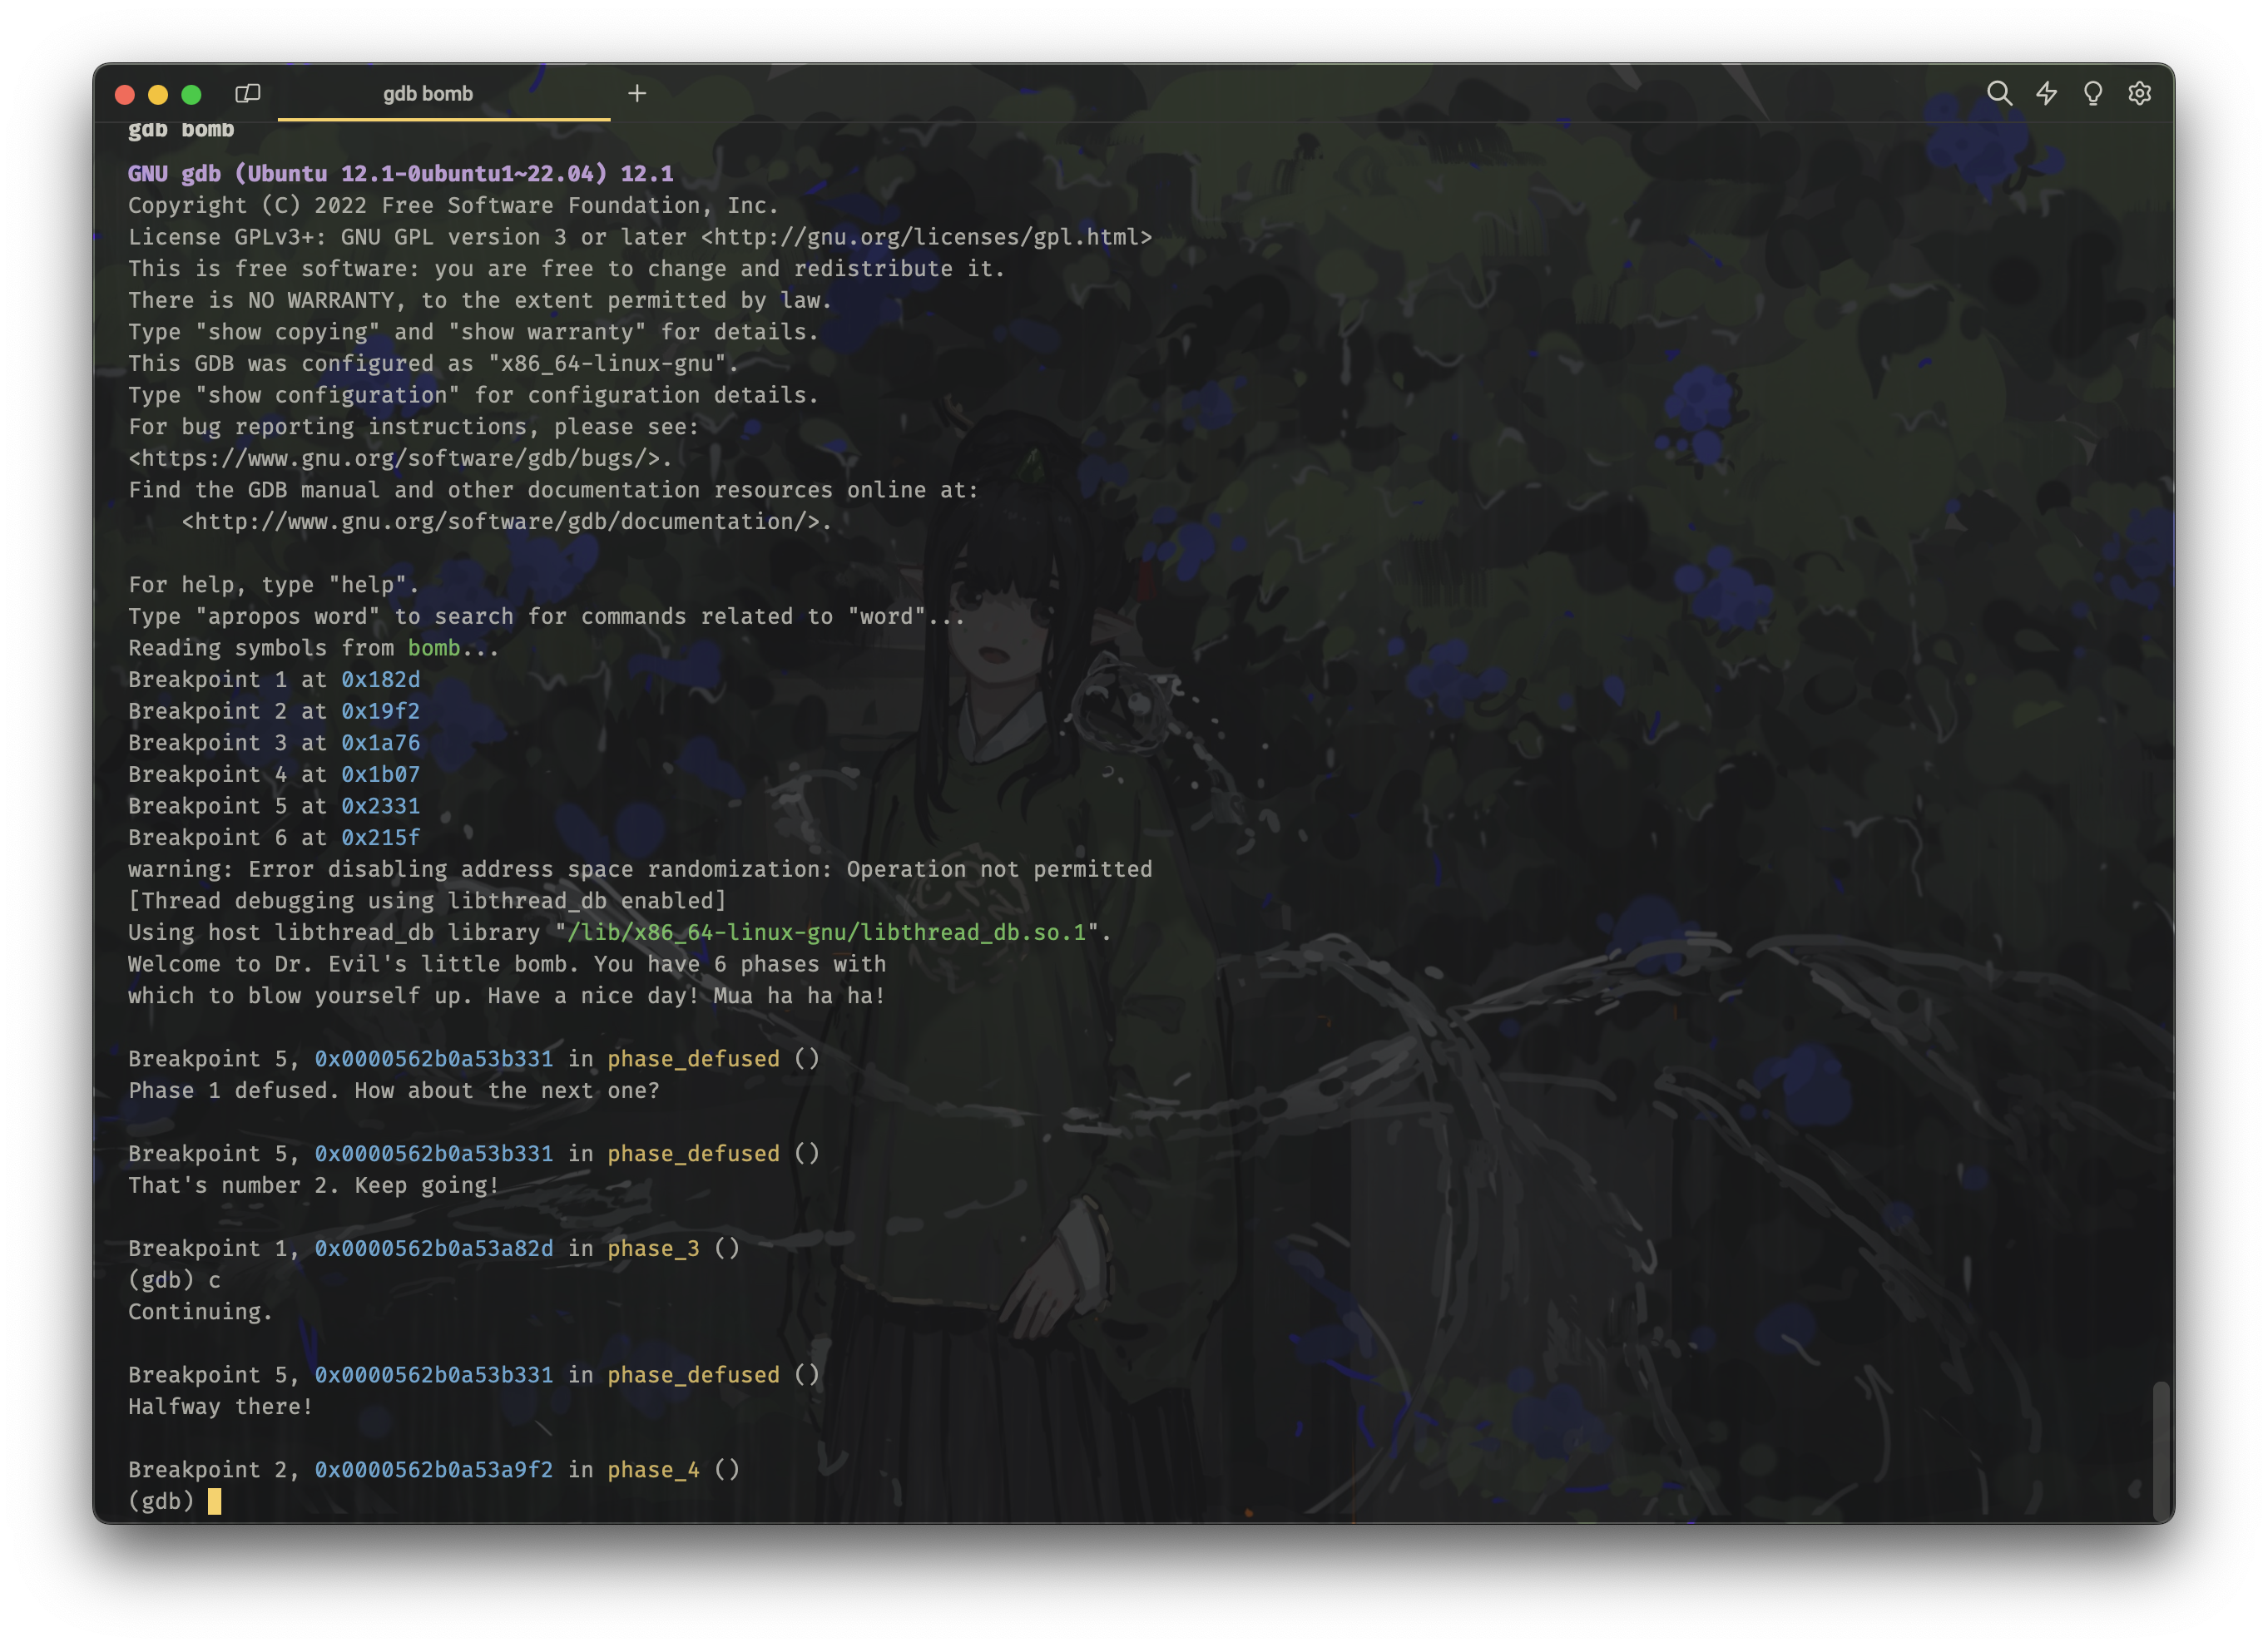 gdb bomb
gdb bomb
GNU gdb (Ubuntu 12.1-0ubuntu1~22.04) 12.1
Copyright (C) 2022 Free Software Foundation, Inc.
License GPLv3+: GNU GPL version 3 or later <http://gnu.org/licenses/gpl.html>
This is free software: you are free to change and redistribute it.
There is NO WARRANTY, to the extent permitted by law.
Type "show copying" and "show warranty" for details.
This GDB was configured as "x86_64-linux-gnu".
Type "show configuration" for configuration details.
For bug reporting instructions, please see:
<https://www.gnu.org/software/gdb/bugs/>.
Find the GDB manual and other documentation resources online at:
    <http://www.gnu.org/software/gdb/documentation/>.

For help, type "help".
Type "apropos word" to search for commands related to "word"...
Reading symbols from bomb...
Breakpoint 1 at 0x182d
Breakpoint 2 at 0x19f2
Breakpoint 3 at 0x1a76
Breakpoint 4 at 0x1b07
Breakpoint 5 at 0x2331
Breakpoint 6 at 0x215f
warning: Error disabling address space randomization: Operation not permitted
[Thread debugging using libthread_db enabled]
Using host libthread_db library "/lib/x86_64-linux-gnu/libthread_db.so.1".
Welcome to Dr. Evil's little bomb. You have 6 phases with
which to blow yourself up. Have a nice day! Mua ha ha ha!

Breakpoint 5, 0x0000562b0a53b331 in phase_defused ()
Phase 1 defused. How about the next one?

Breakpoint 5, 0x0000562b0a53b331 in phase_defused ()
That's number 2. Keep going!

Breakpoint 1, 0x0000562b0a53a82d in phase_3 ()
(gdb) c
Continuing.

Breakpoint 5, 0x0000562b0a53b331 in phase_defused ()
Halfway there!

Breakpoint 2, 0x0000562b0a53a9f2 in phase_4 ()
(gdb)